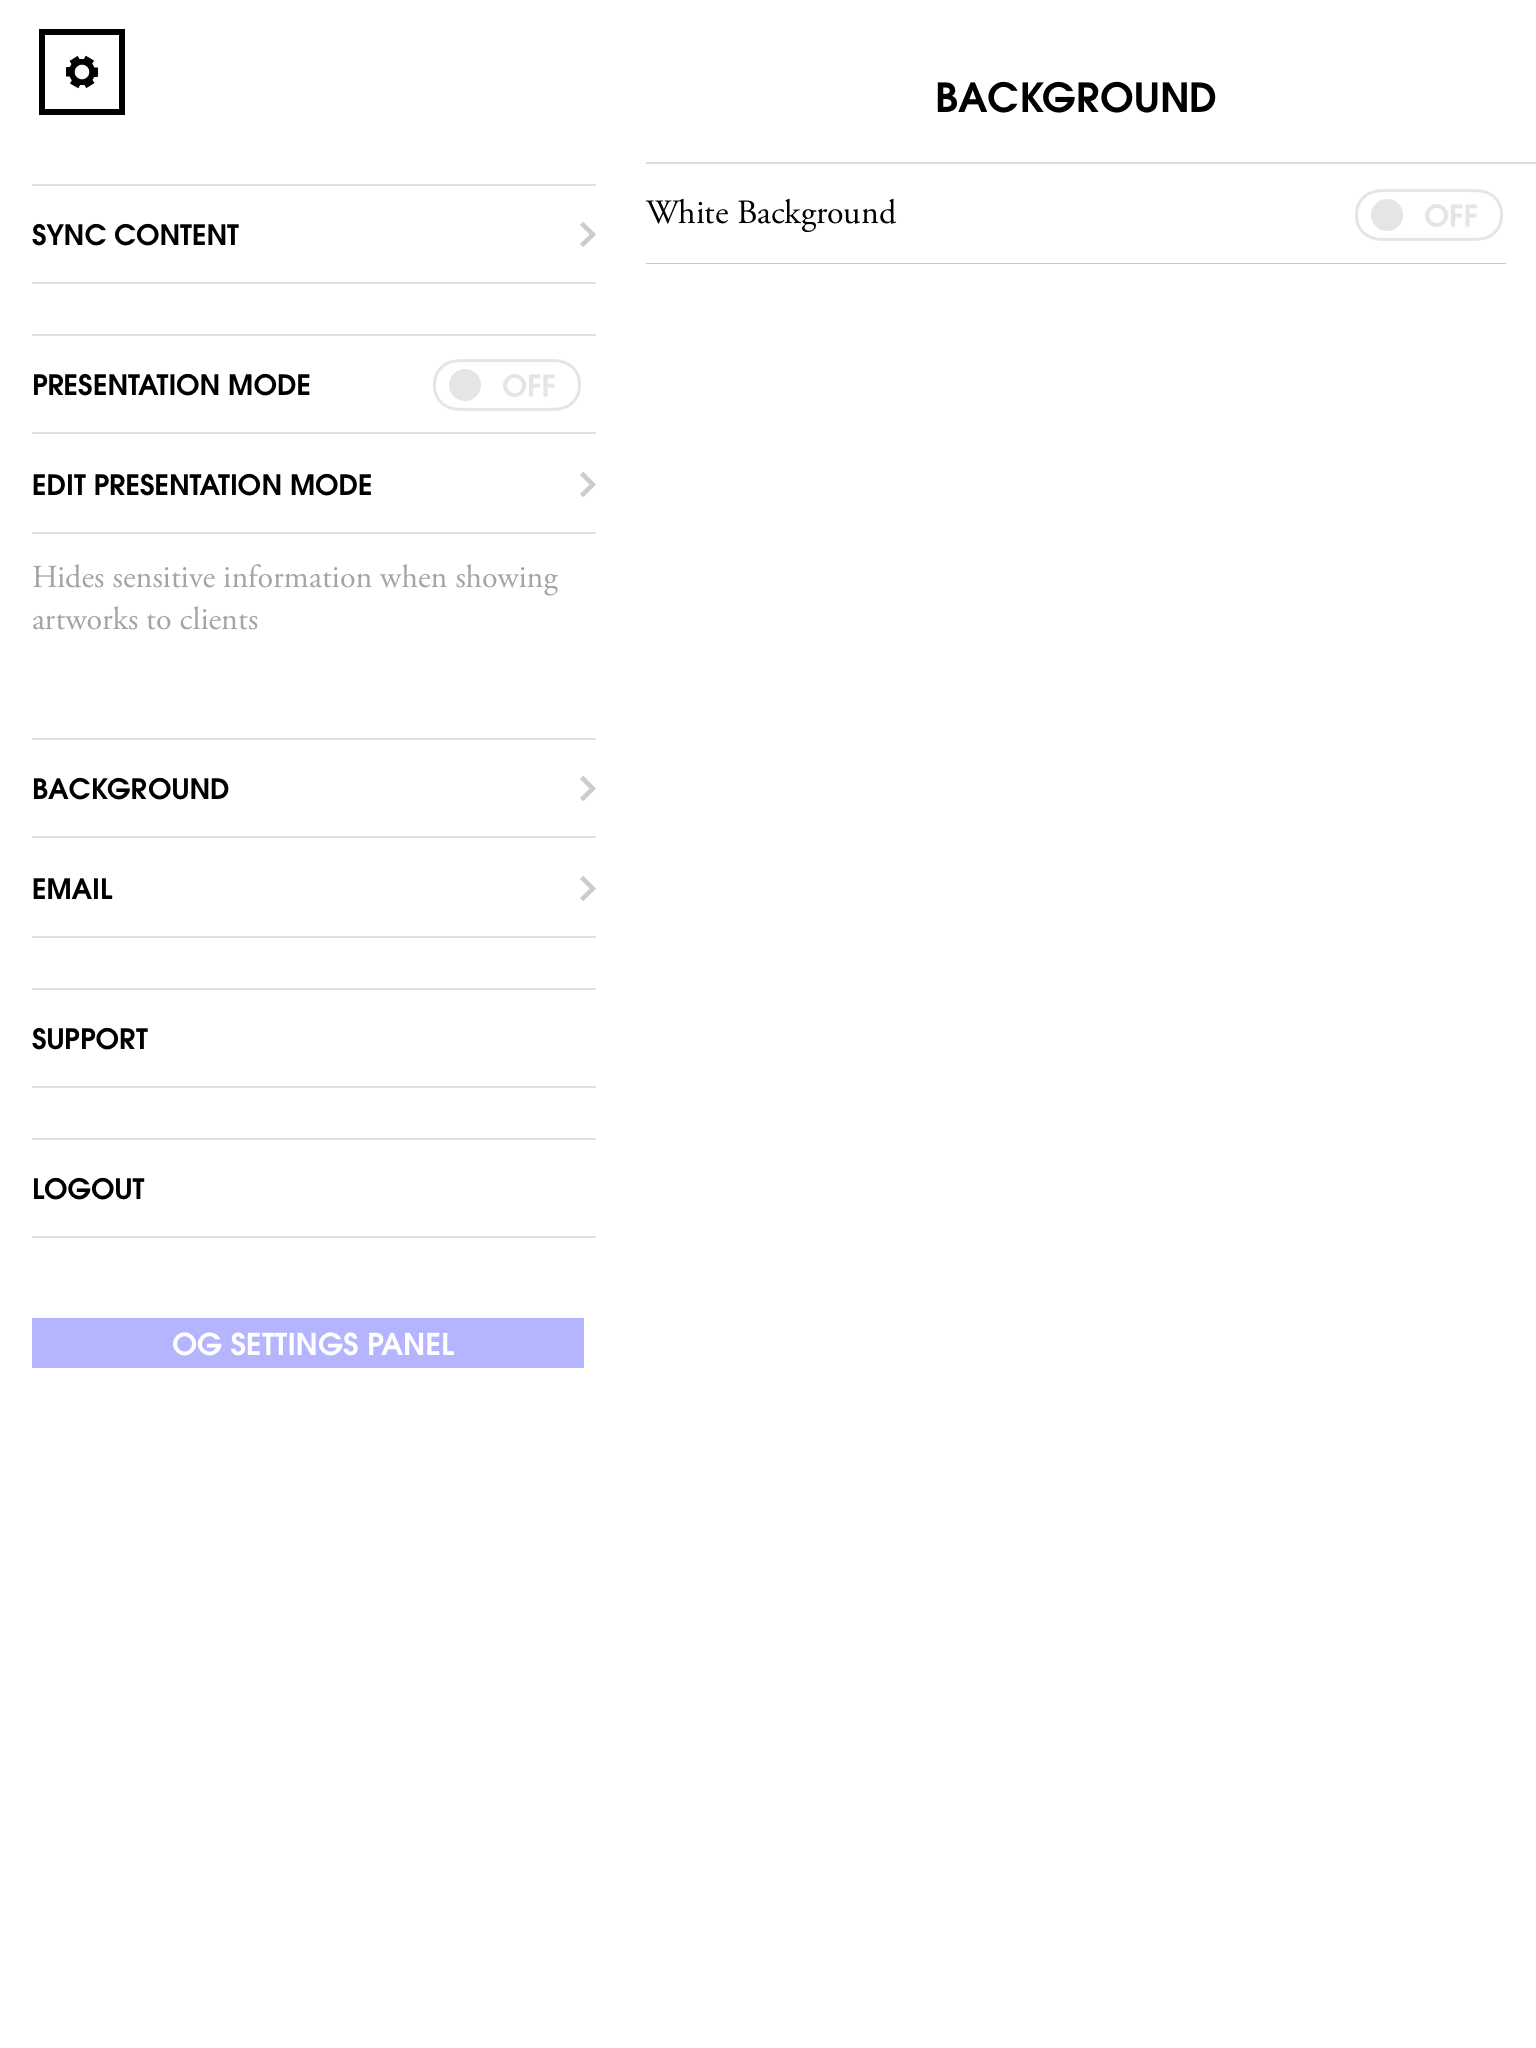 BACKGROUND
White Background
OFF
SYNC CONTENT
PRESENTATION MODE
OFF
EDIT PRESENTATION MODE
Hides sensitive information when showing
artworks to clients
BACKGROUND
EMAIL
SUPPORT
LOGOUT
OG SETTINGS PANEL